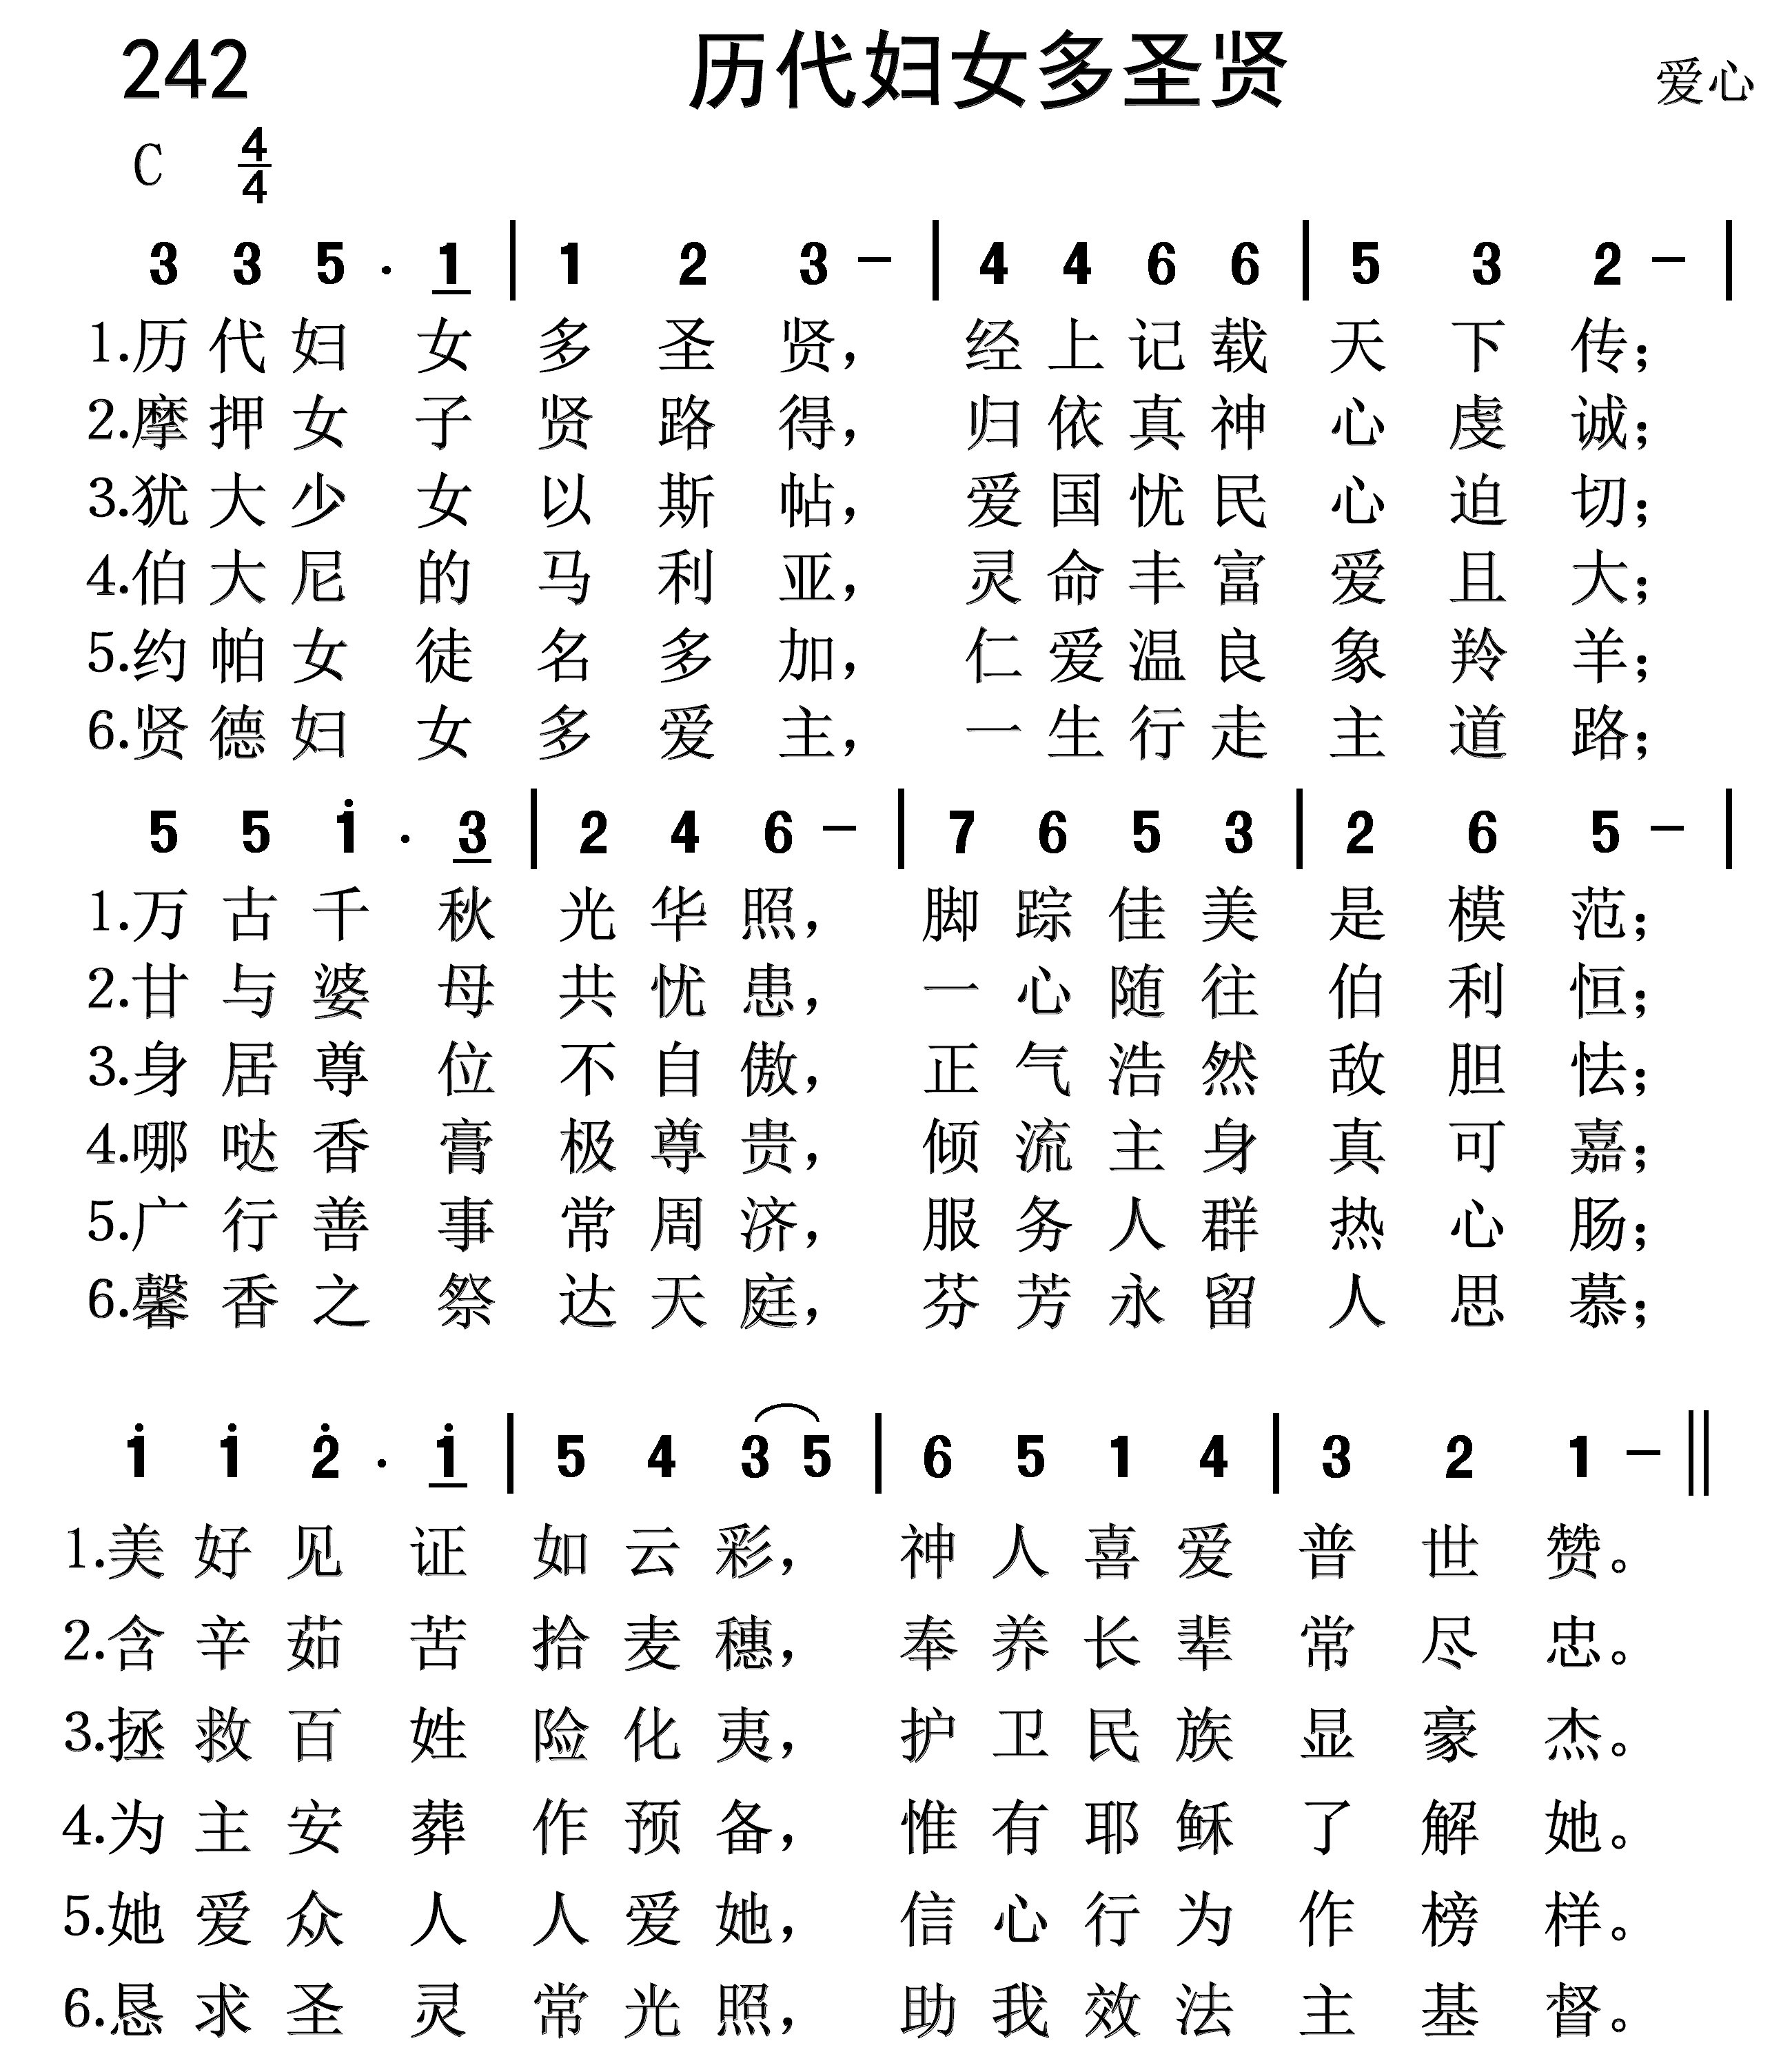 242 历代妇女多圣贤 爱心
C 4/4
3 3 5 . 1 | 1 2 3 - | 4 4 6 6 | 5 3 2 - |
1.历代妇女多圣贤，经上记载天下传；
2.摩押女子贤路得，归依真神心虔诚；
3.犹大少女以斯帖，爱国忧民心迫切；
4.伯大尼的马利亚，灵命丰富爱且大；
5.约帕女徒名多加，仁爱温良象羚羊；
6.贤德妇女多爱主，一生行走主道路；
5 5 i . 3 | 2 4 6 - | 7 6 5 3 | 2 6 5 - |
1.万古千秋光华照，脚踪佳美是模范；
2.甘与婆母共忧患，一心随往伯利恒；
3.身居尊位不自傲，正气浩然敌胆怯；
4.哪哒香膏极尊贵，倾流主身真可嘉；
5.广行善事常周济，服务人群热心肠；
6.馨香之祭达天庭，芬芳永留人思慕；
i i 2̇ . i | 5 4 3 5 | 6 5 1 4 | 3 2 1 - ||
1.美好见证如云彩，神人喜爱普世赞。
2.含辛茹苦拾麦穗，奉养长辈常尽忠。
3.拯救百姓险化夷，护卫民族显豪杰。
4.为主安葬作预备，惟有耶稣了解她。
5.她爱众人人爱她，信心行为作榜样。
6.恳求圣灵常光照，助我效法主基督。